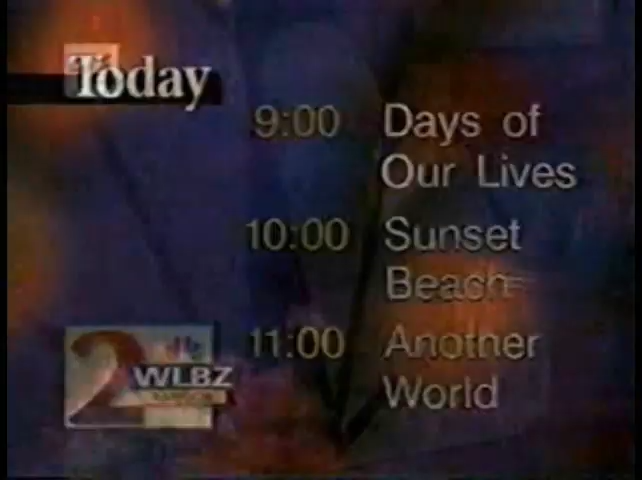 Today
9:00 Days of
Our Lives
10:00 Sunset
Beach
11:00 Another
World
2
WLBZ